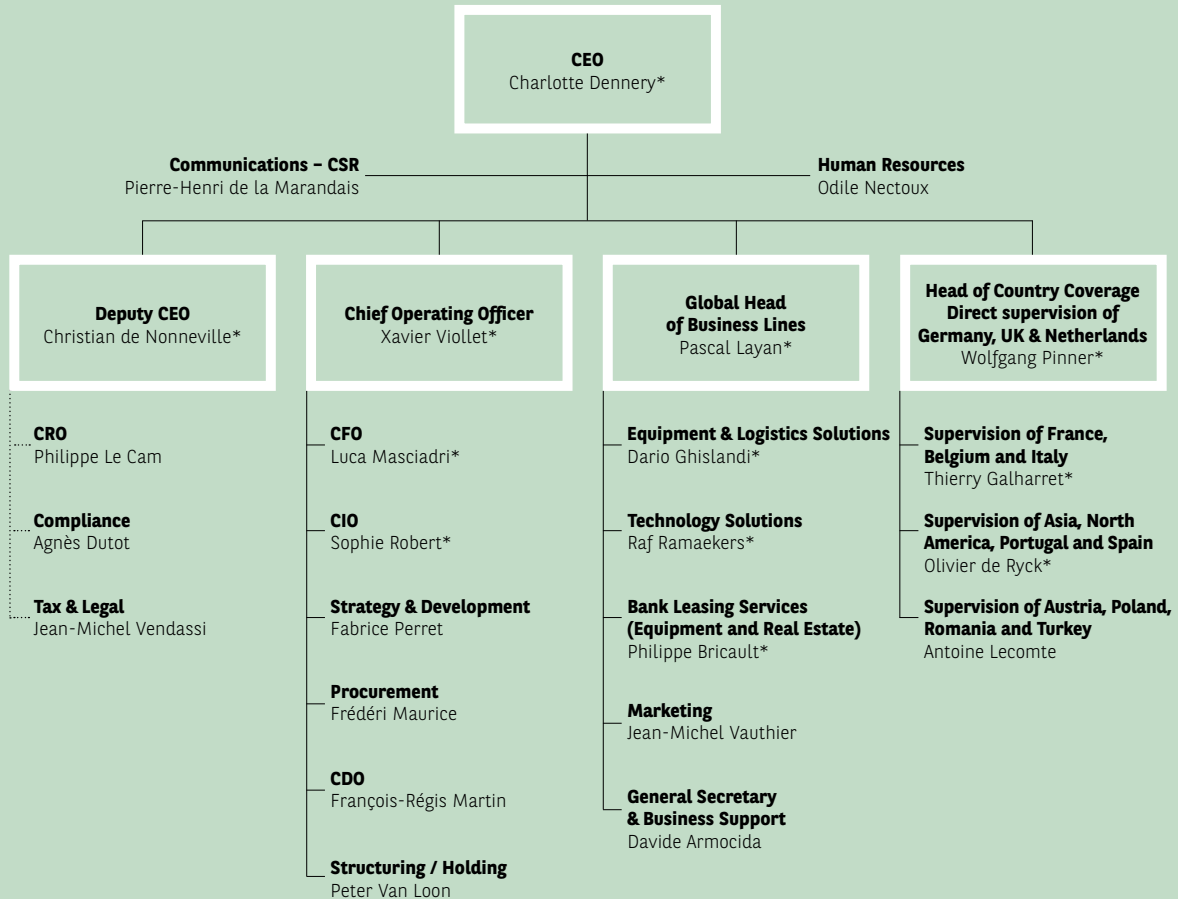 CEO
Charlotte Dennery*
Communications – CSR
Pierre-Henri de la Marandais
Human Resources
Odile Nectoux
Deputy CEO
Christian de Nonneville*
Chief Operating Officer
Xavier Viollet*
Global Head
of Business Lines
Pascal Layan*
Head of Country Coverage
Direct supervision of
Germany, UK & Netherlands
Wolfgang Pinner*
CRO
Philippe Le Cam
Compliance
Agnès Dutot
Tax & Legal
Jean-Michel Vendassi
CFO
Luca Masciadri*
CIO
Sophie Robert*
Strategy & Development
Fabrice Perret
Procurement
Frédéri Maurice
CDO
François-Régis Martin
Structuring / Holding
Peter Van Loon
Equipment & Logistics Solutions
Dario Ghislandi*
Technology Solutions
Raf Ramaekers*
Bank Leasing Services
(Equipment and Real Estate)
Philippe Bricault*
Marketing
Jean-Michel Vauthier
General Secretary
& Business Support
Davide Armocida
Supervision of France,
Belgium and Italy
Thierry Galharret*
Supervision of Asia, North
America, Portugal and Spain
Olivier de Ryck*
Supervision of Austria, Poland,
Romania and Turkey
Antoine Lecomte